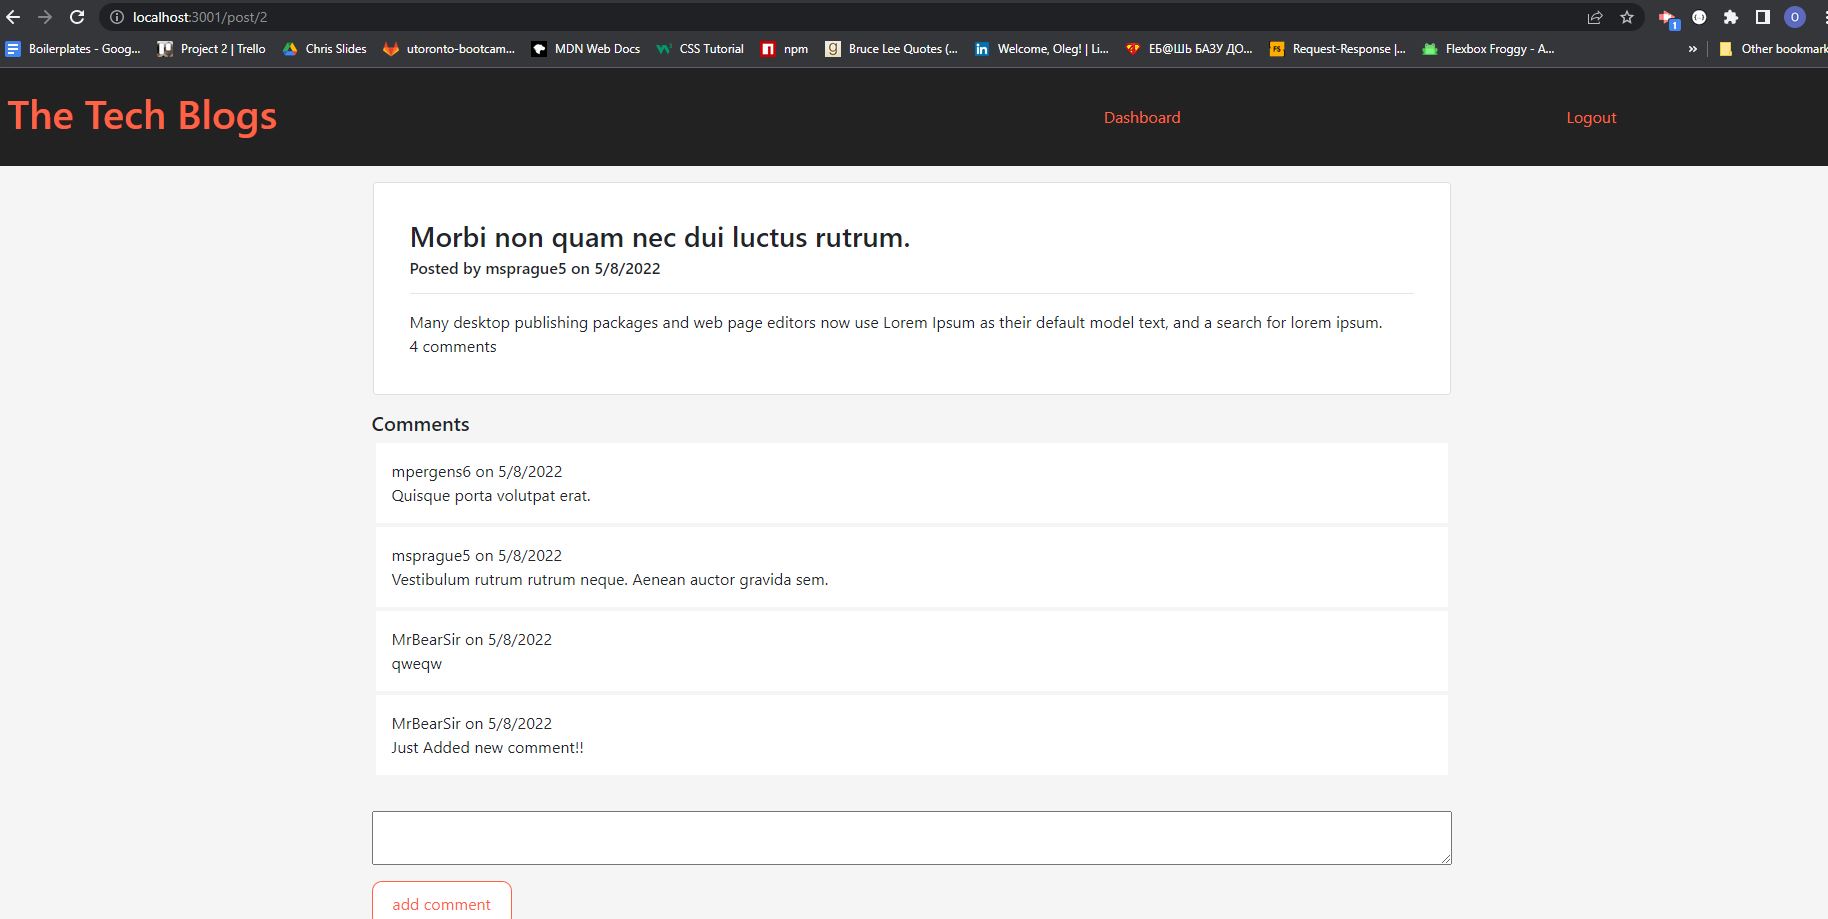 localhost:3001/post/2
Boilerplates - Goog...
Project 2 | Trello
Chris Slides
utoronto-bootcam...
MDN Web Docs
CSS Tutorial
npm
Bruce Lee Quotes (...
Welcome, Oleg! | Li...
ЕБ@ШЬ БАЗУ ДО...
Request-Response |...
Flexbox Froggy - A...
»
Other bookmark
The Tech Blogs
Dashboard
Logout
Morbi non quam nec dui luctus rutrum.
Posted by msprague5 on 5/8/2022
Many desktop publishing packages and web page editors now use Lorem Ipsum as their default model text, and a search for lorem ipsum.
4 comments
Comments
mpergens6 on 5/8/2022
Quisque porta volutpat erat.
msprague5 on 5/8/2022
Vestibulum rutrum rutrum neque. Aenean auctor gravida sem.
MrBearSir on 5/8/2022
qweqw
MrBearSir on 5/8/2022
Just Added new comment!!
add comment